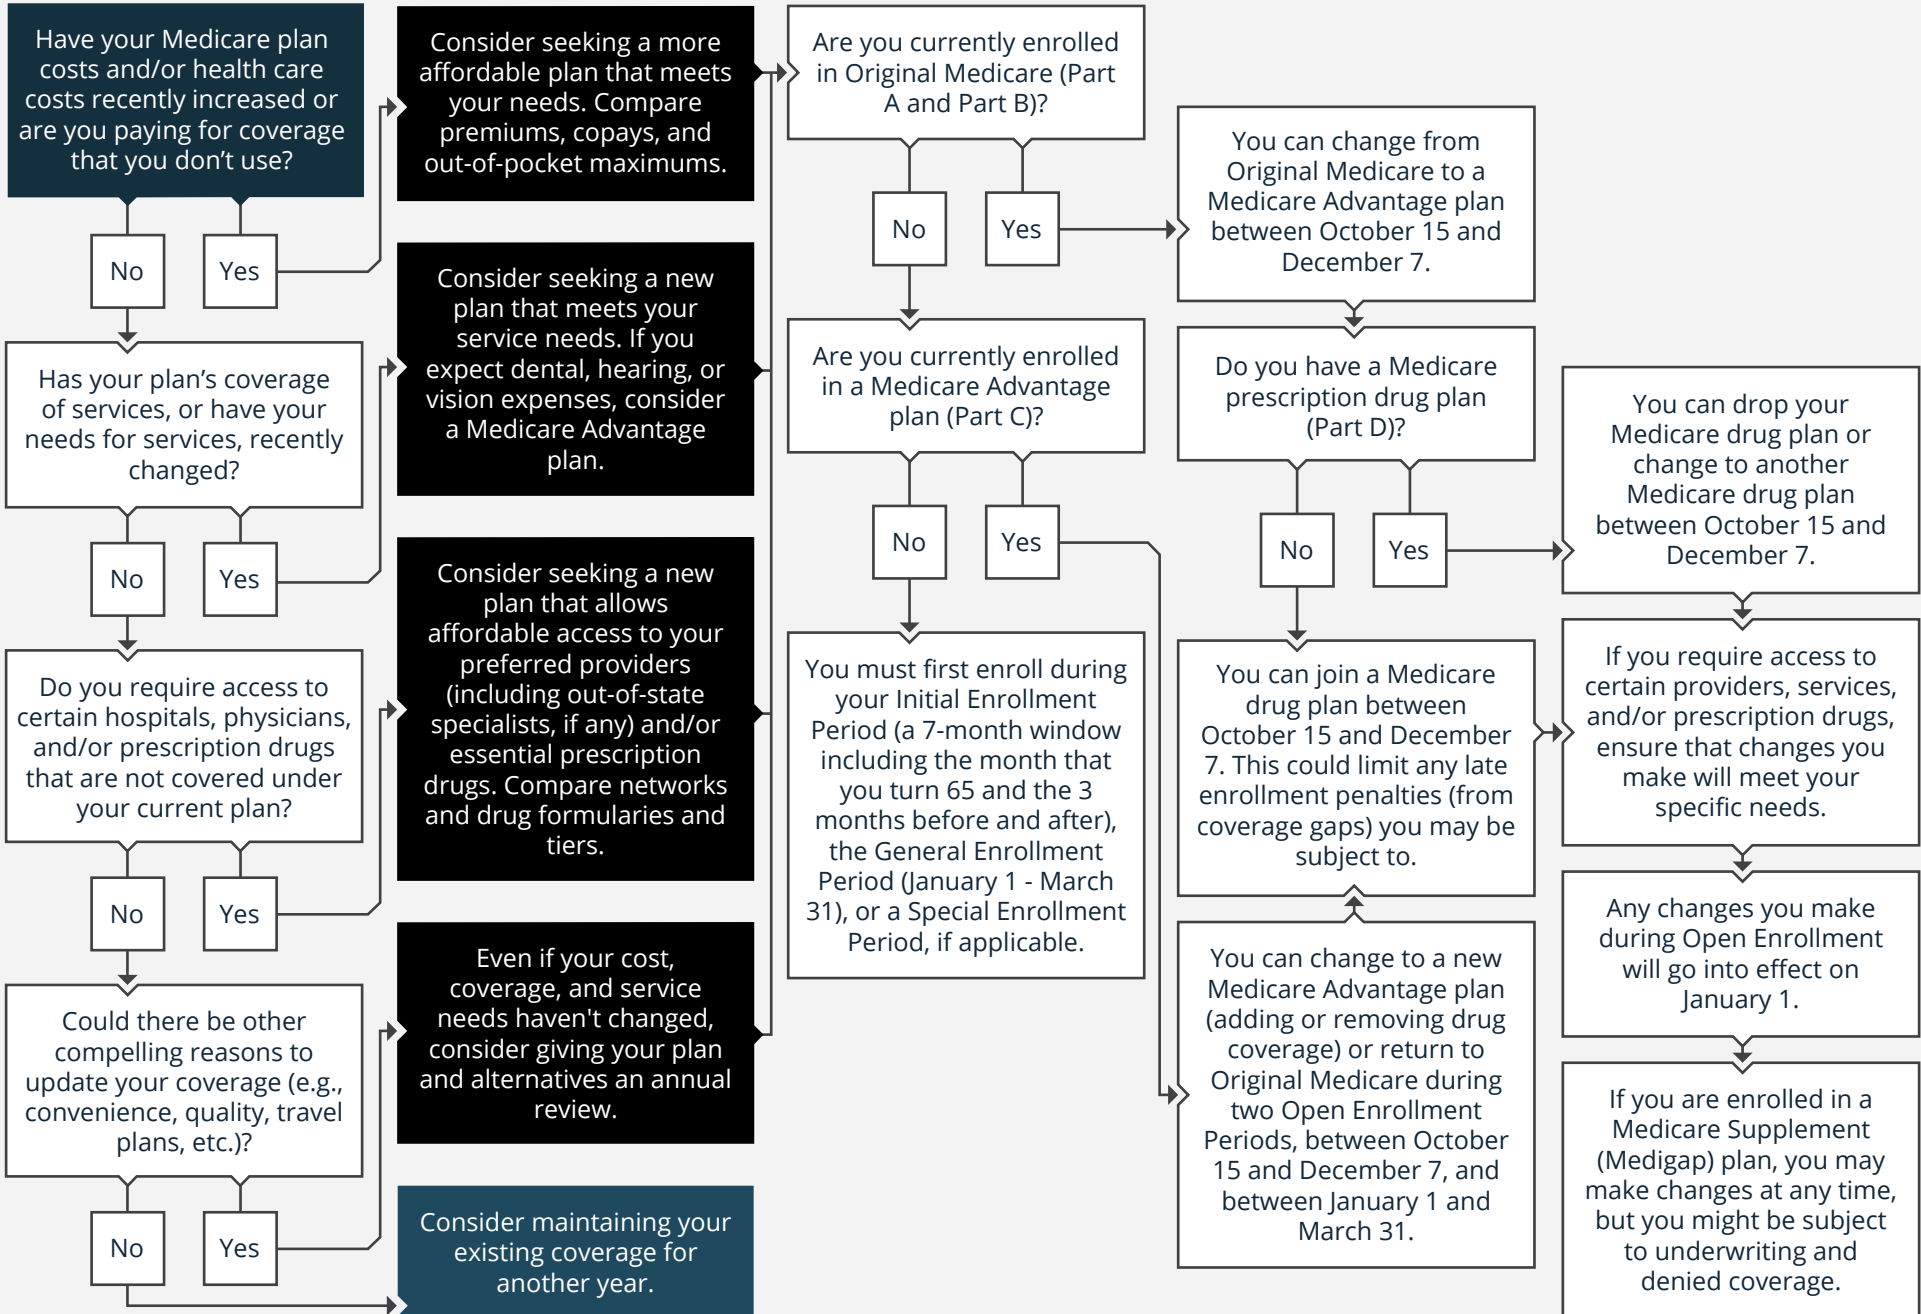 Have your Medicare plan
costs and/or health care
costs recently increased or
are you paying for coverage
that you don’t use?
No
Yes
Has your plan’s coverage
of services, or have your
needs for services, recently
changed?
No
Yes
Do you require access to
certain hospitals, physicians,
and/or prescription drugs
that are not covered under
your current plan?
No
Yes
Could there be other
compelling reasons to
update your coverage (e.g.,
convenience, quality, travel
plans, etc.)?
No
Yes
Consider seeking a more
affordable plan that meets
your needs. Compare
premiums, copays, and
out-of-pocket maximums.
Consider seeking a new
plan that meets your
service needs. If you
expect dental, hearing, or
vision expenses, consider
a Medicare Advantage
plan.
Consider seeking a new
plan that allows
affordable access to your
preferred providers
(including out-of-state
specialists, if any) and/or
essential prescription
drugs. Compare networks
and drug formularies and
tiers.
Even if your cost,
coverage, and service
needs haven't changed,
consider giving your plan
and alternatives an annual
review.
Consider maintaining your
existing coverage for
another year.
Are you currently enrolled
in Original Medicare (Part
A and Part B)?
No
Yes
Are you currently enrolled
in a Medicare Advantage
plan (Part C)?
No
Yes
You must first enroll during
your Initial Enrollment
Period (a 7-month window
including the month that
you turn 65 and the 3
months before and after),
the General Enrollment
Period (January 1 - March
31), or a Special Enrollment
Period, if applicable.
You can change from
Original Medicare to a
Medicare Advantage plan
between October 15 and
December 7.
Do you have a Medicare
prescription drug plan
(Part D)?
No
Yes
You can join a Medicare
drug plan between
October 15 and December
7. This could limit any late
enrollment penalties (from
coverage gaps) you may be
subject to.
You can change to a new
Medicare Advantage plan
(adding or removing drug
coverage) or return to
Original Medicare during
two Open Enrollment
Periods, between October
15 and December 7, and
between January 1 and
March 31.
You can drop your
Medicare drug plan or
change to another
Medicare drug plan
between October 15 and
December 7.
If you require access to
certain providers, services,
and/or prescription drugs,
ensure that changes you
make will meet your
specific needs.
Any changes you make
during Open Enrollment
will go into effect on
January 1.
If you are enrolled in a
Medicare Supplement
(Medigap) plan, you may
make changes at any time,
but you might be subject
to underwriting and
denied coverage.